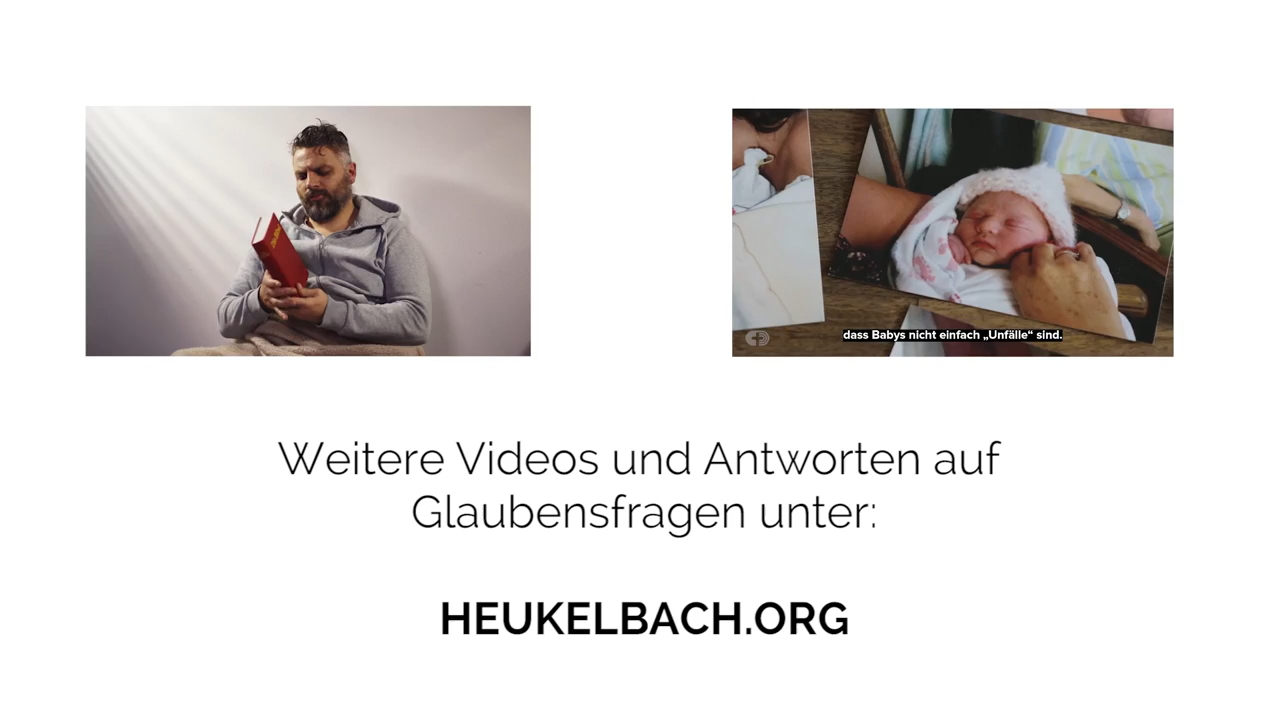 dass Babys nicht einfach „Unfälle“ sind.
Weitere Videos und Antworten auf
Glaubensfragen unter:
HEUKELBACH.ORG